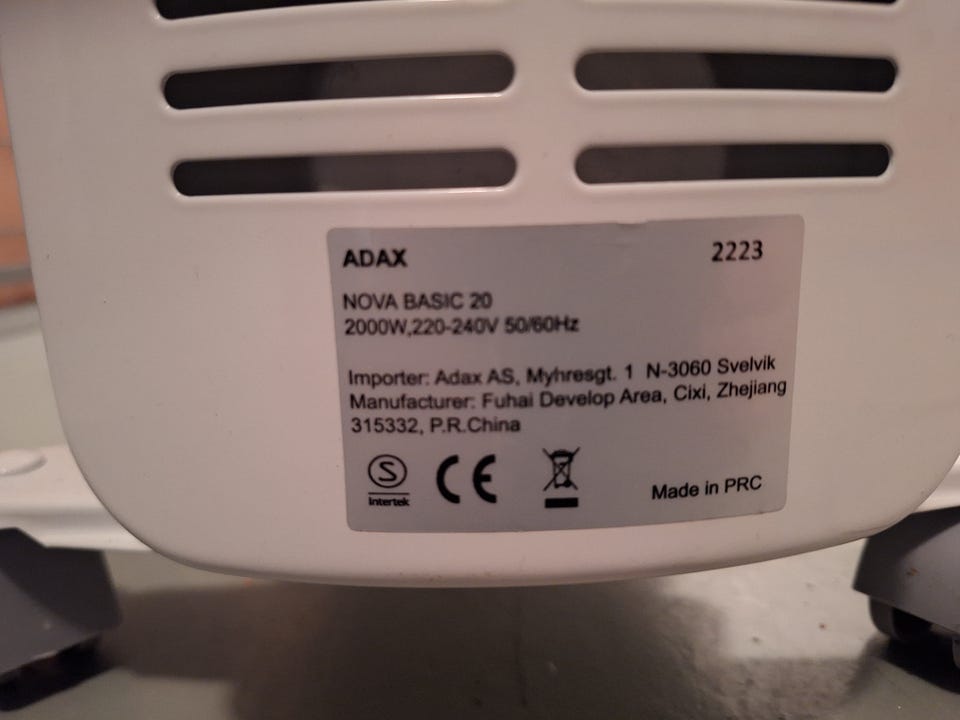 ADAX 2223
NOVA BASIC 20
2000W,220-240V 50/60Hz
Importer: Adax AS, Myhresgt. 1 N-3060 Svelvik
Manufacturer: Fuhai Develop Area, Cixi, Zhejiang
315332, P.R.China
S
Intertek
CE
Made in PRC